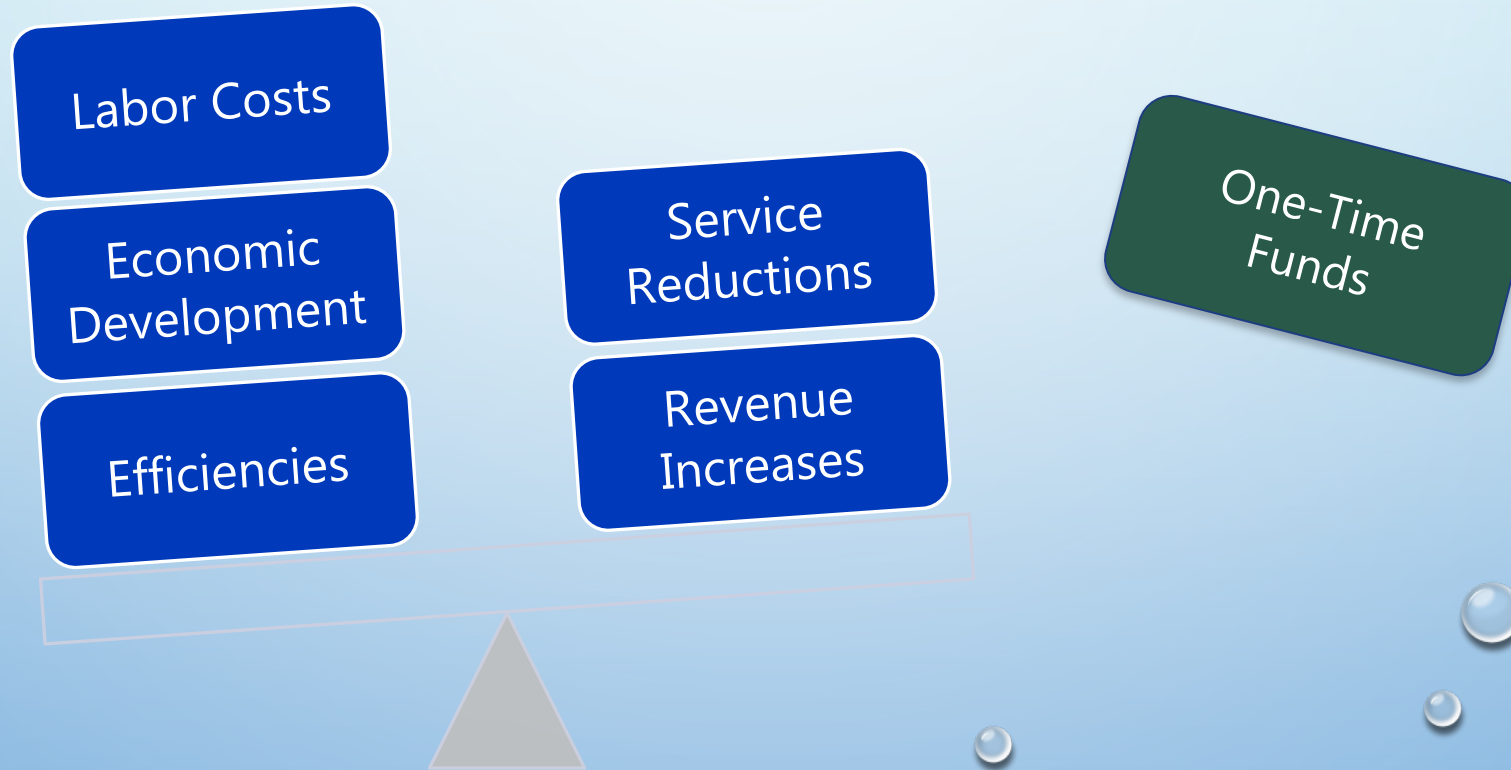 Labor Costs
Economic
Development
Efficiencies
Service
Reductions
Revenue
Increases
One-Time
Funds